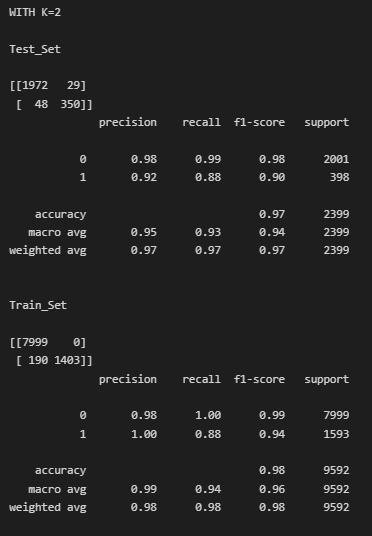 WITH K=2
Test_Set
[[1972   29]
 [  48  350]]
              precision    recall  f1-score   support
           0       0.98      0.99      0.98      2001
           1       0.92      0.88      0.90       398
    accuracy                           0.97      2399
   macro avg       0.95      0.93      0.94      2399
weighted avg       0.97      0.97      0.97      2399
Train_Set
[[7999    0]
 [ 190 1403]]
              precision    recall  f1-score   support
           0       0.98      1.00      0.99      7999
           1       1.00      0.88      0.94      1593
    accuracy                           0.98      9592
   macro avg       0.99      0.94      0.96      9592
weighted avg       0.98      0.98      0.98      9592